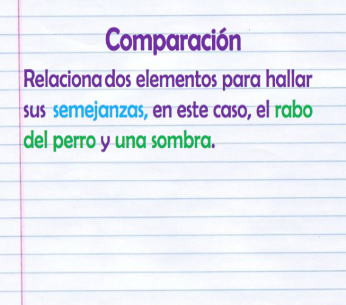 Comparación
Relaciona dos elementos para hallar
sus semejanzas, en este caso, el rabo
del perro y una sombra.